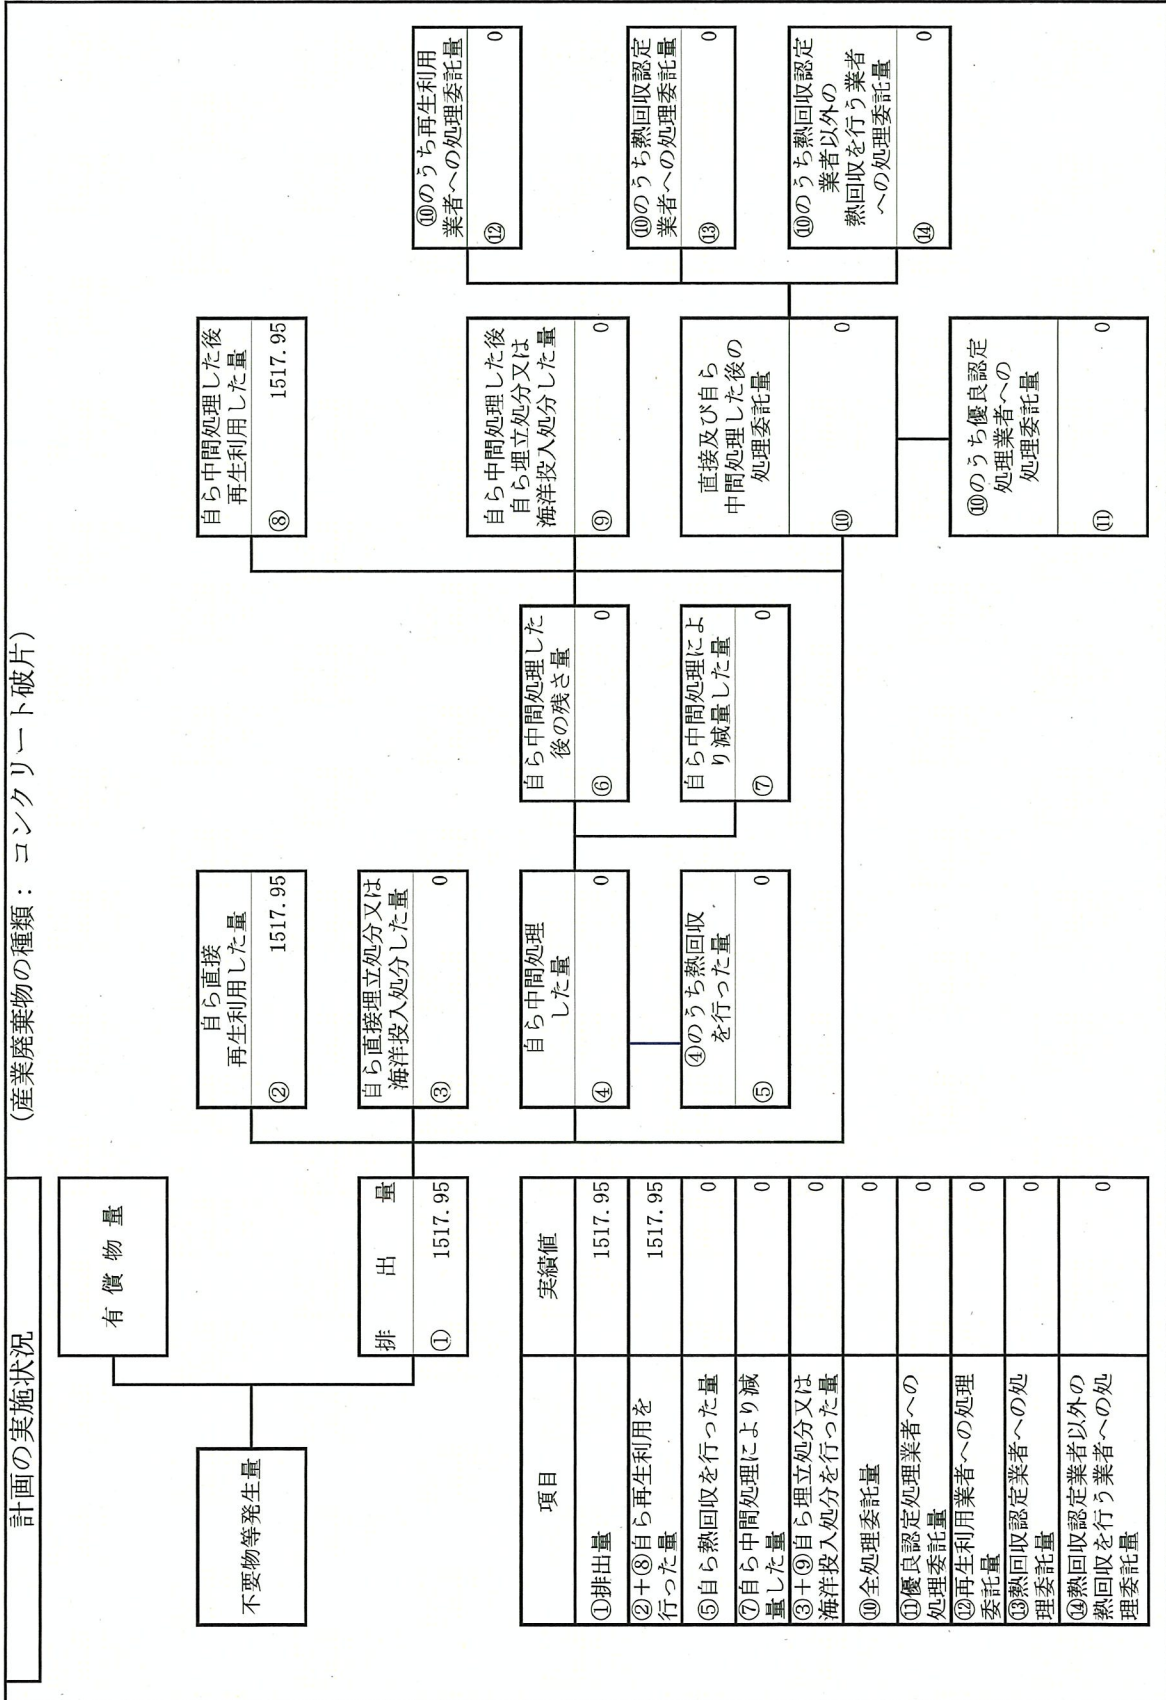 計画の実施状況
(産業廃棄物の種類： コンクリート破片)
不要物等発生量
有 償 物 量
排 出 量
① 1517.95
自ら直接
再生利用した量
② 1517.95
自ら直接埋立処分又は
海洋投入処分した量
③ 0
自ら中間処理
した量
④ 0
④のうち熱回収
を行った量
⑤ 0
自ら中間処理した
後の残さ量
⑥ 0
自ら中間処理によ
り減量した量
⑦ 0
自ら中間処理した後
再生利用した量
⑧ 1517.95
自ら中間処理した後
自ら埋立処分又は
海洋投入処分した量
⑨ 0
直接及び自ら
中間処理した後の
処理委託量
⑩ 0
⑩のうち優良認定
処理業者への
処理委託量
⑪ 0
⑩のうち再生利用
業者への処理委託量
⑫ 0
⑩のうち熱回収認定
業者への処理委託量
⑬ 0
⑩のうち熱回収認定
業者以外の
熱回収を行う業者
への処理委託量
⑭ 0
項目 実績値
①排出量 1517.95
②＋⑧自ら再生利用を
行った量 1517.95
⑤自ら熱回収を行った量 0
⑦自ら中間処理により減
量した量 0
③＋⑨自ら埋立処分又は
海洋投入処分を行った量 0
⑩全処理委託量 0
⑪優良認定処理業者への
処理委託量 0
⑫再生利用業者への処理
委託量 0
⑬熱回収認定業者への処
理委託量 0
⑭熱回収認定業者以外の
熱回収を行う業者への処
理委託量 0